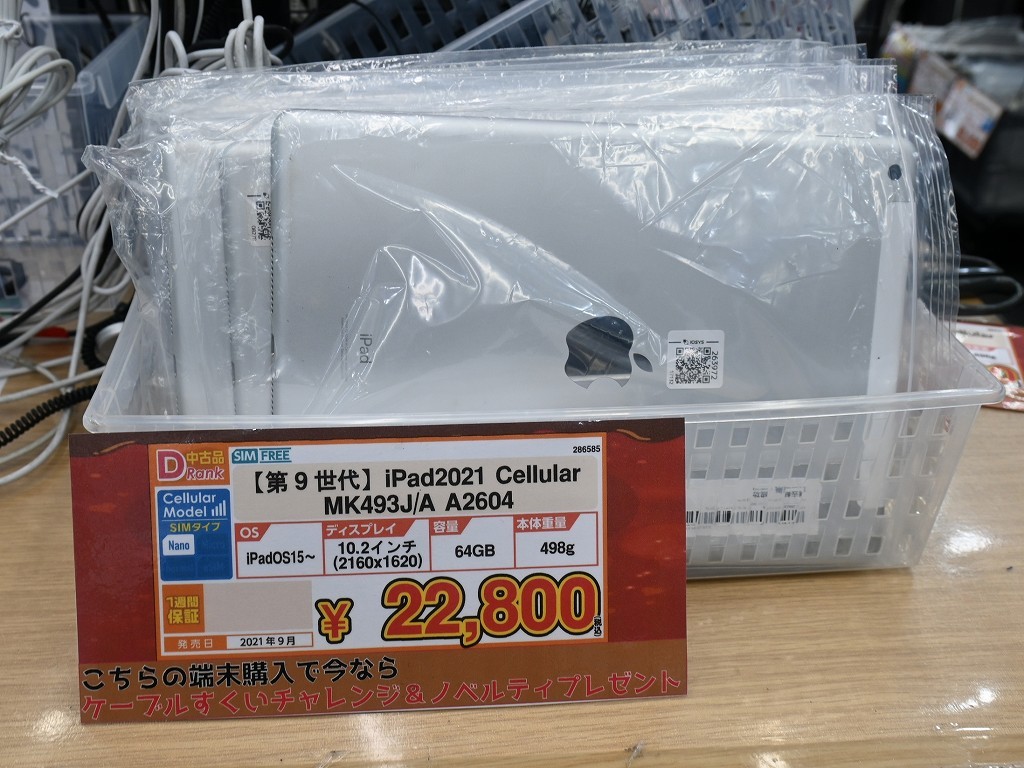 iPad
IOSYS
265972
D 中古品
Rank
SIM FREE
286585
【第9世代】iPad2021 Cellular
MK493J/A A2604
Cellular
Model
SIMタイプ
Nano
OS
iPadOS15～
ディスプレイ
10.2インチ
(2160x1620)
容量
64GB
本体重量
498g
1週間
保証
発売日
2021年9月
¥ 22,800
(税込)
こちらの端末購入で今なら
ケーブルすくいチャレンジ＆ノベルティプレゼント